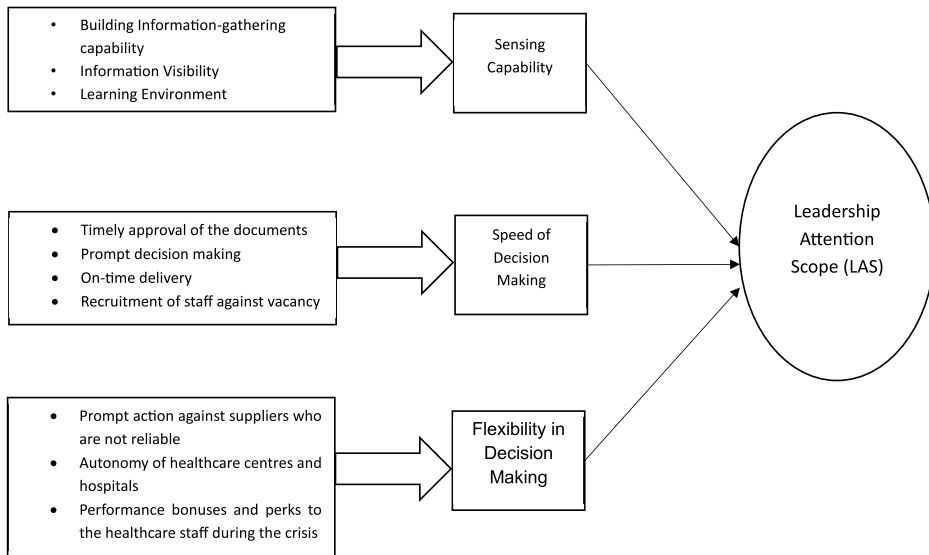 • Building Information-gathering
capability
• Information Visibility
• Learning Environment
Sensing
Capability
• Timely approval of the documents
• Prompt decision making
• On-time delivery
• Recruitment of staff against vacancy
Speed of
Decision
Making
• Prompt action against suppliers who
are not reliable
• Autonomy of healthcare centres and
hospitals
• Performance bonuses and perks to
the healthcare staff during the crisis
Flexibility in
Decision
Making
Leadership
Attention
Scope (LAS)